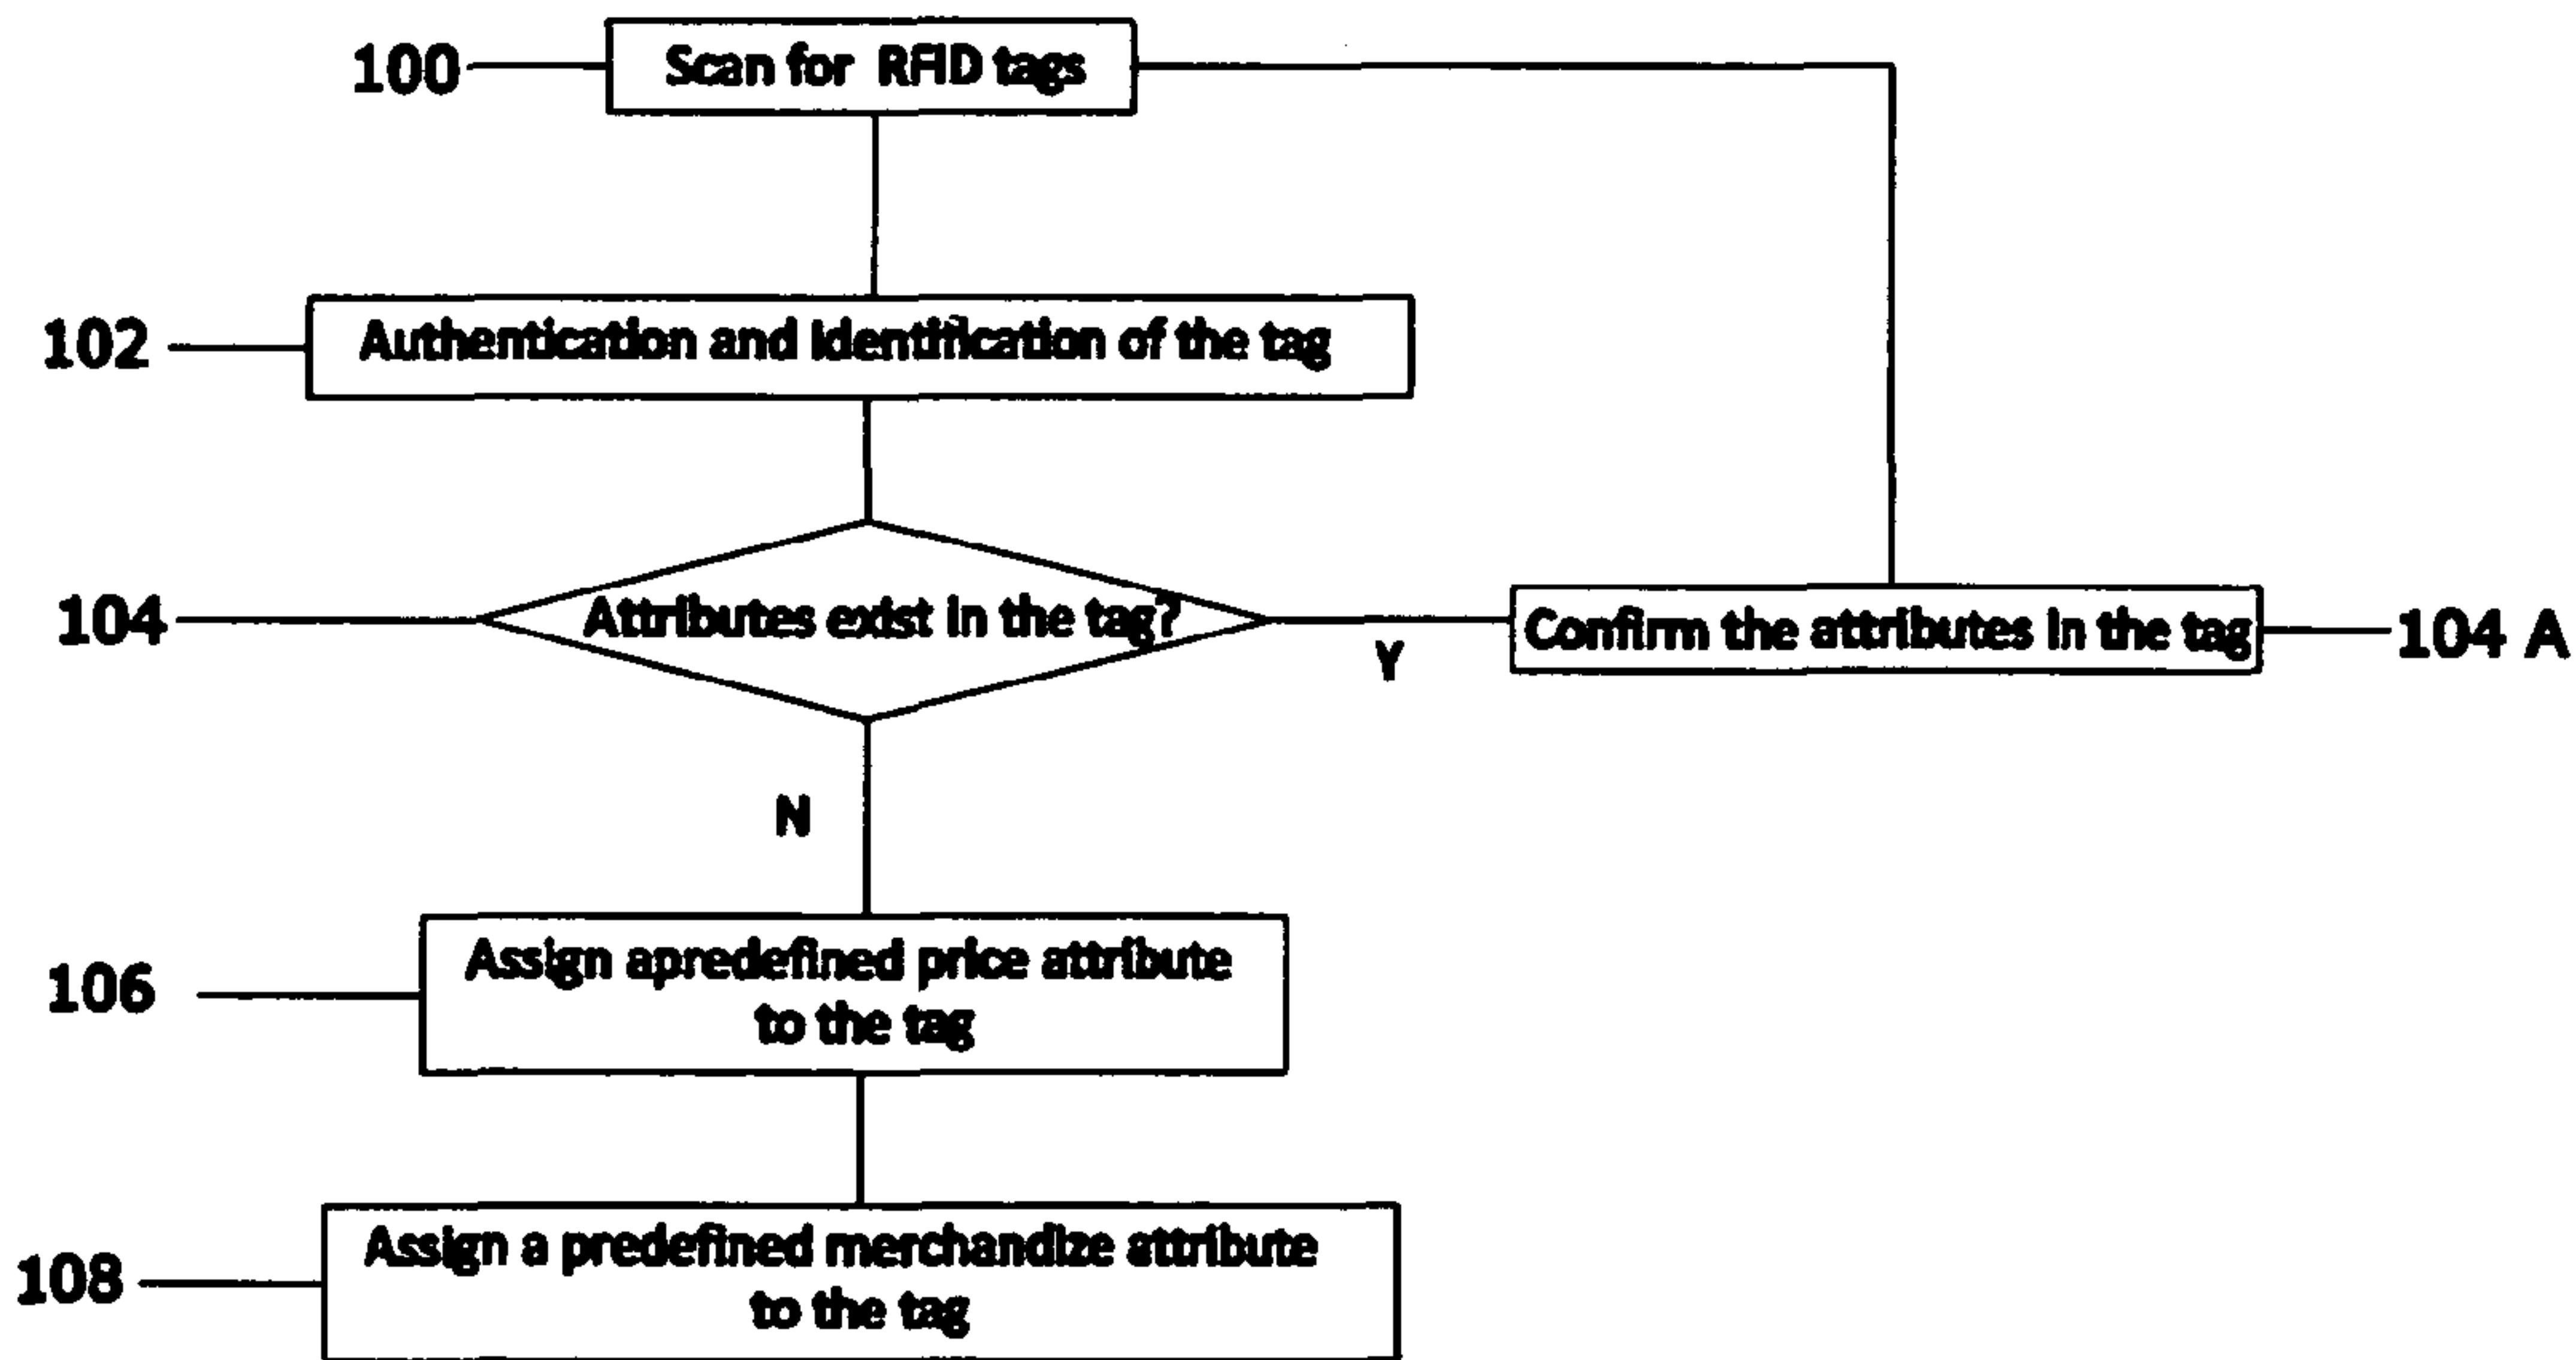 100
Scan for RFID tags
102
Authentication and identification of the tag
104
Attributes exist in the tag?
Y
Confirm the attributes in the tag
104 A
N
106
Assign apredefined price attribute
to the tag
108
Assign a predefined merchandize attribute
to the tag